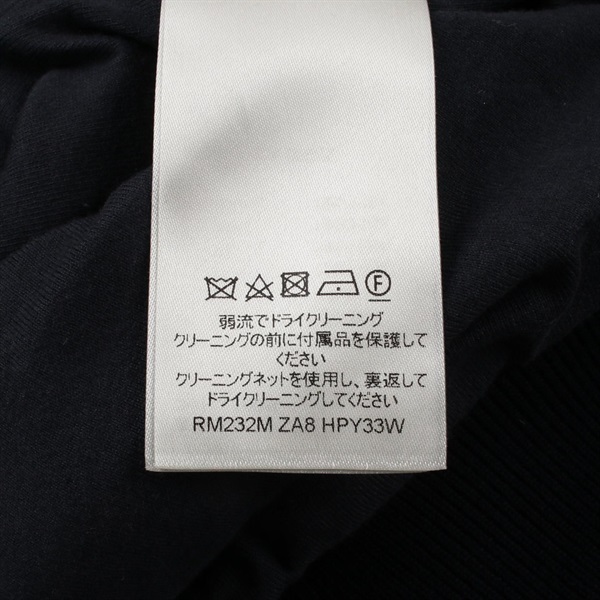 F
弱流でドライクリーニング
クリーニングの前に付属品を保護して
ください
クリーニングネットを使用し、裏返して
ドライクリーニングしてください
RM232M ZA8 HPY33W